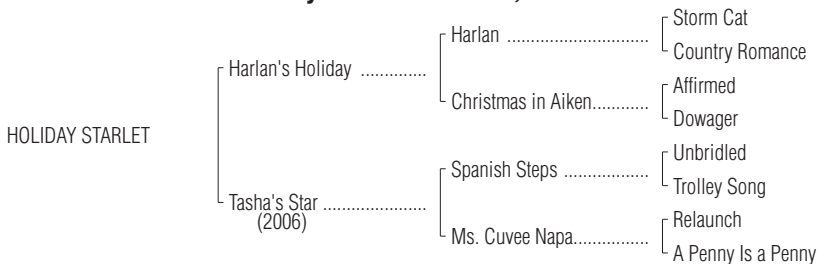 Storm Cat
Harlan ..............................
Country Romance
Harlan's Holiday ..............
Affirmed
Christmas in Aiken............
Dowager
HOLIDAY STARLET
Unbridled
Spanish Steps ..................
Trolley Song
Tasha's Star ......................
(2006)
Relaunch
Ms. Cuvee Napa................
A Penny Is a Penny